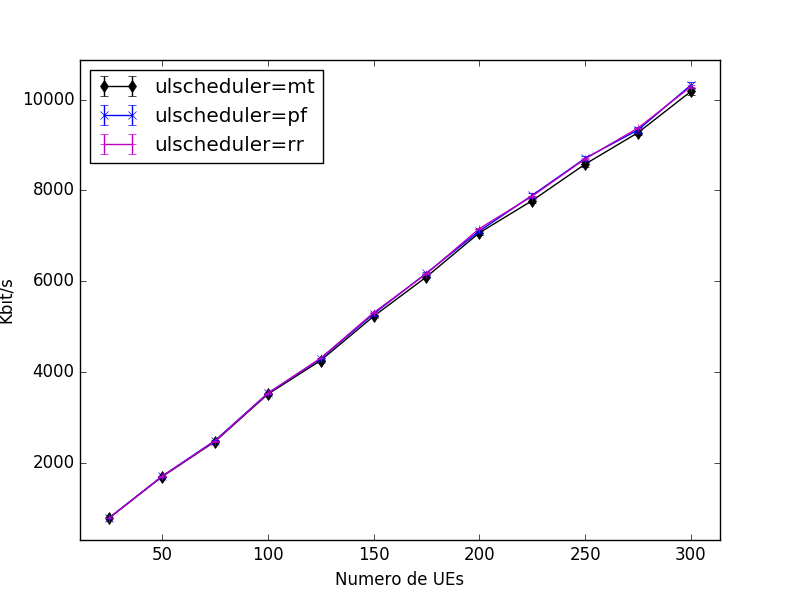 ulscheduler=mt
ulscheduler=pf
ulscheduler=rr
10000
8000
6000
4000
2000
Kbit/s
50 100 150 200 250 300
Numero de UEs